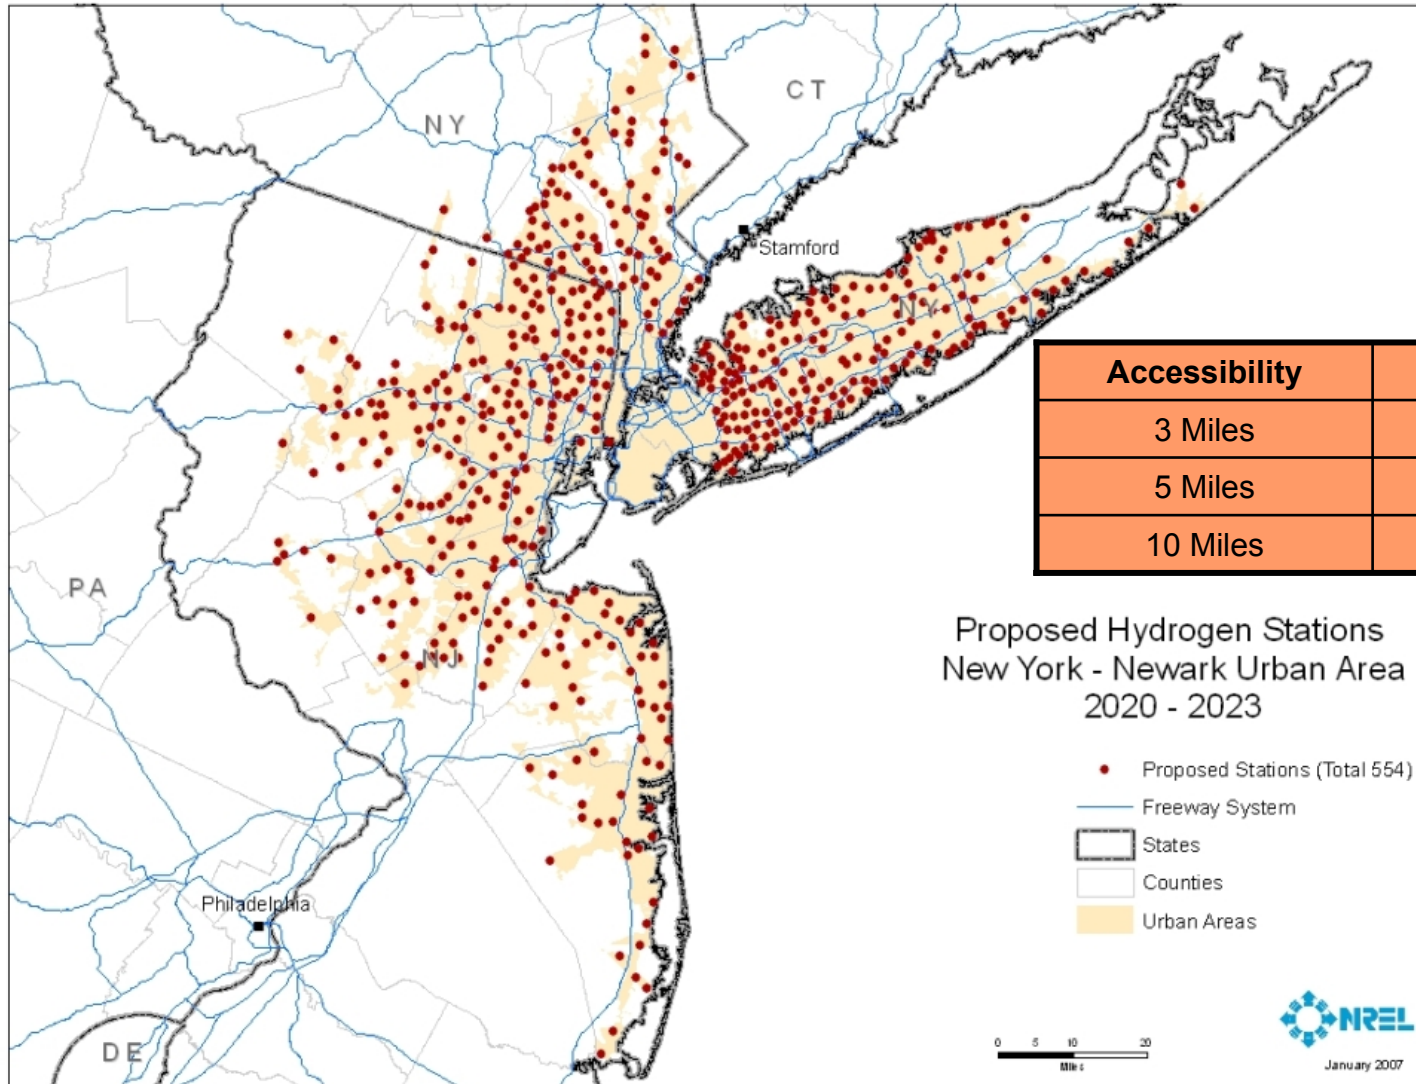 NY
CT
Stamford
NY
Accessibility
3 Miles
5 Miles
10 Miles
PA
NJ
Proposed Hydrogen Stations
New York - Newark Urban Area
2020 - 2023
Proposed Stations (Total 554)
Freeway System
States
Counties
Urban Areas
Philadelphia
DE
0 5 10 20
Miles
NREL
January 2007